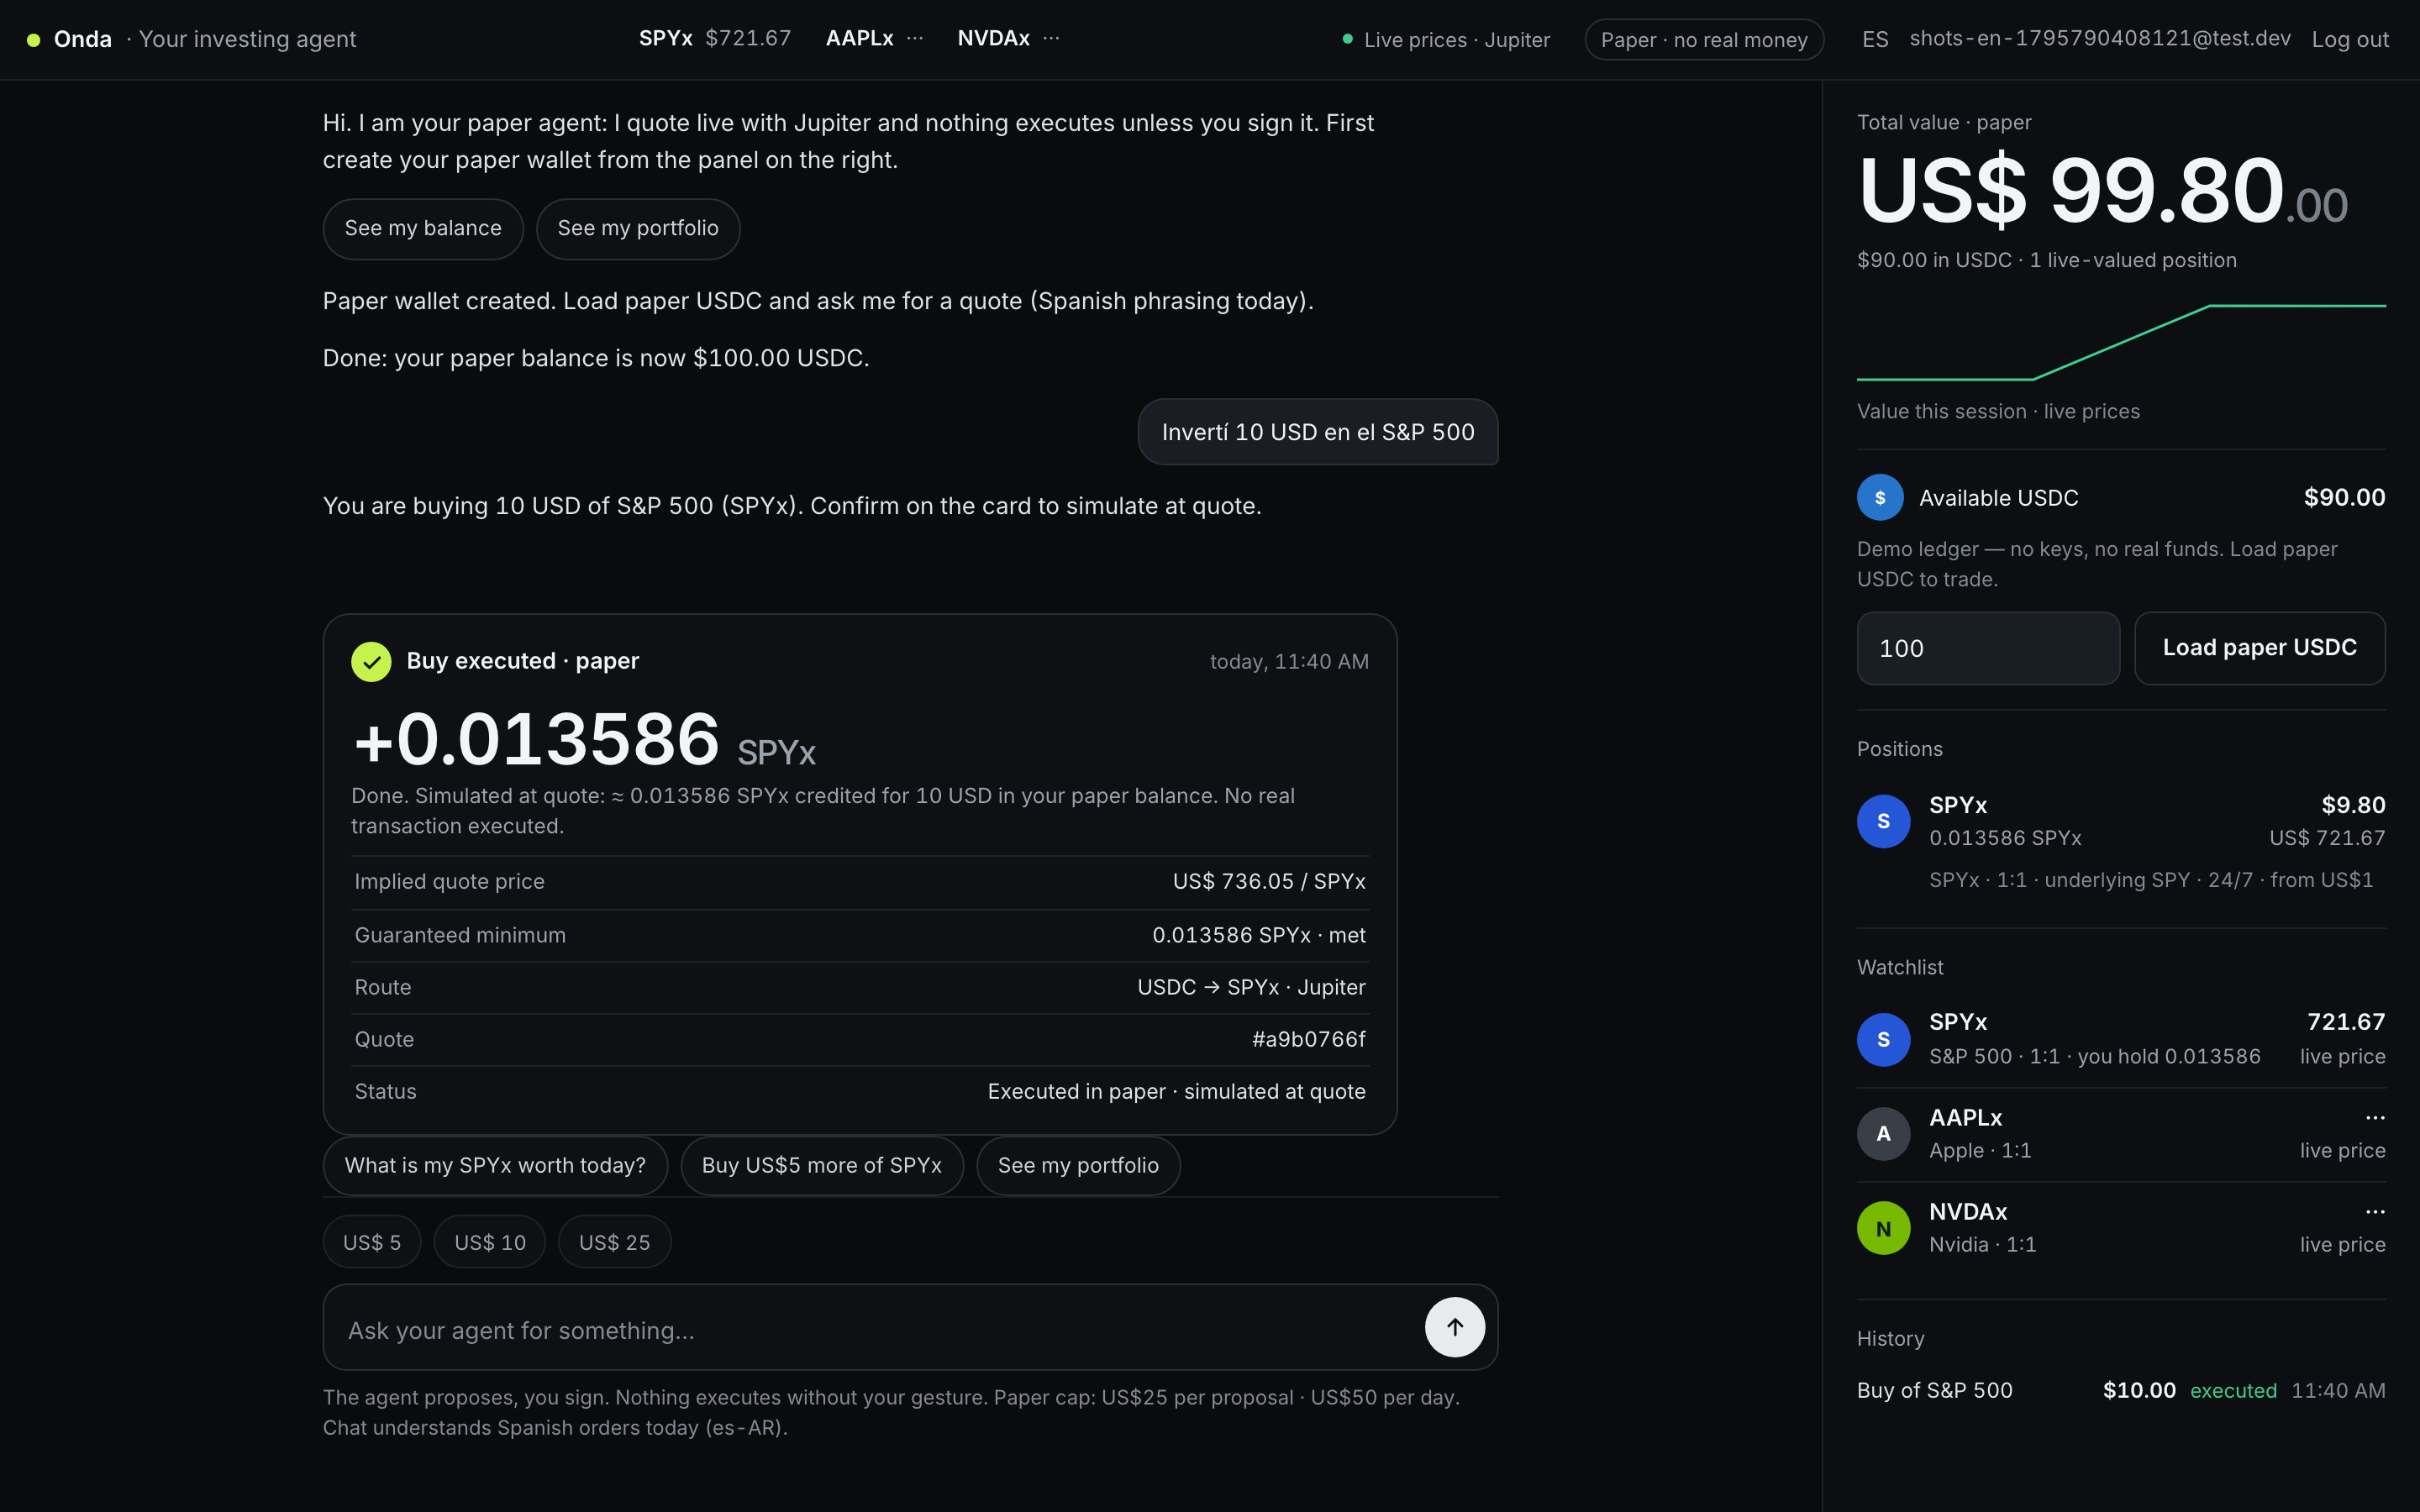 Onda · Your investing agent
SPYx $721.67 AAPLx ··· NVDAx ···
Live prices · Jupiter
Paper · no real money
ES shots-en-1795790408121@test.dev Log out
Hi. I am your paper agent: I quote live with Jupiter and nothing executes unless you sign it. First
create your paper wallet from the panel on the right.
See my balance
See my portfolio
Paper wallet created. Load paper USDC and ask me for a quote (Spanish phrasing today).
Done: your paper balance is now $100.00 USDC.
Invertí 10 USD en el S&P 500
You are buying 10 USD of S&P 500 (SPYx). Confirm on the card to simulate at quote.
Buy executed · paper
today, 11:40 AM
+0.013586 SPYx
Done. Simulated at quote: ≈ 0.013586 SPYx credited for 10 USD in your paper balance. No real
transaction executed.
Implied quote price US$ 736.05 / SPYx
Guaranteed minimum 0.013586 SPYx · met
Route USDC → SPYx · Jupiter
Quote #a9b0766f
Status Executed in paper · simulated at quote
What is my SPYx worth today?
Buy US$5 more of SPYx
See my portfolio
US$ 5
US$ 10
US$ 25
Ask your agent for something...
The agent proposes, you sign. Nothing executes without your gesture. Paper cap: US$25 per proposal · US$50 per day.
Chat understands Spanish orders today (es-AR).
Total value · paper
US$ 99.80.00
$90.00 in USDC · 1 live-valued position
Value this session · live prices
$ Available USDC $90.00
Demo ledger — no keys, no real funds. Load paper
USDC to trade.
100
Load paper USDC
Positions
S SPYx $9.80
0.013586 SPYx US$ 721.67
SPYx · 1:1 · underlying SPY · 24/7 · from US$1
Watchlist
S SPYx 721.67
S&P 500 · 1:1 · you hold 0.013586 live price
A AAPLx ···
Apple · 1:1 live price
N NVDAx ···
Nvidia · 1:1 live price
History
Buy of S&P 500 $10.00 executed 11:40 AM